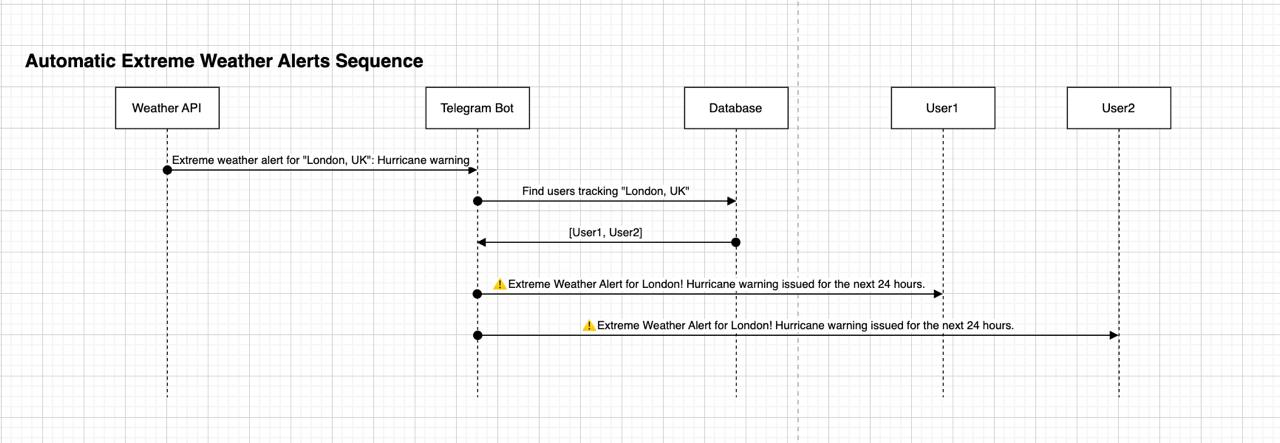 Automatic Extreme Weather Alerts Sequence
Weather API
Telegram Bot
Database
User1
User2
Extreme weather alert for "London, UK": Hurricane warning
Find users tracking "London, UK"
[User1, User2]
⚠️Extreme Weather Alert for London! Hurricane warning issued for the next 24 hours.
⚠️Extreme Weather Alert for London! Hurricane warning issued for the next 24 hours.